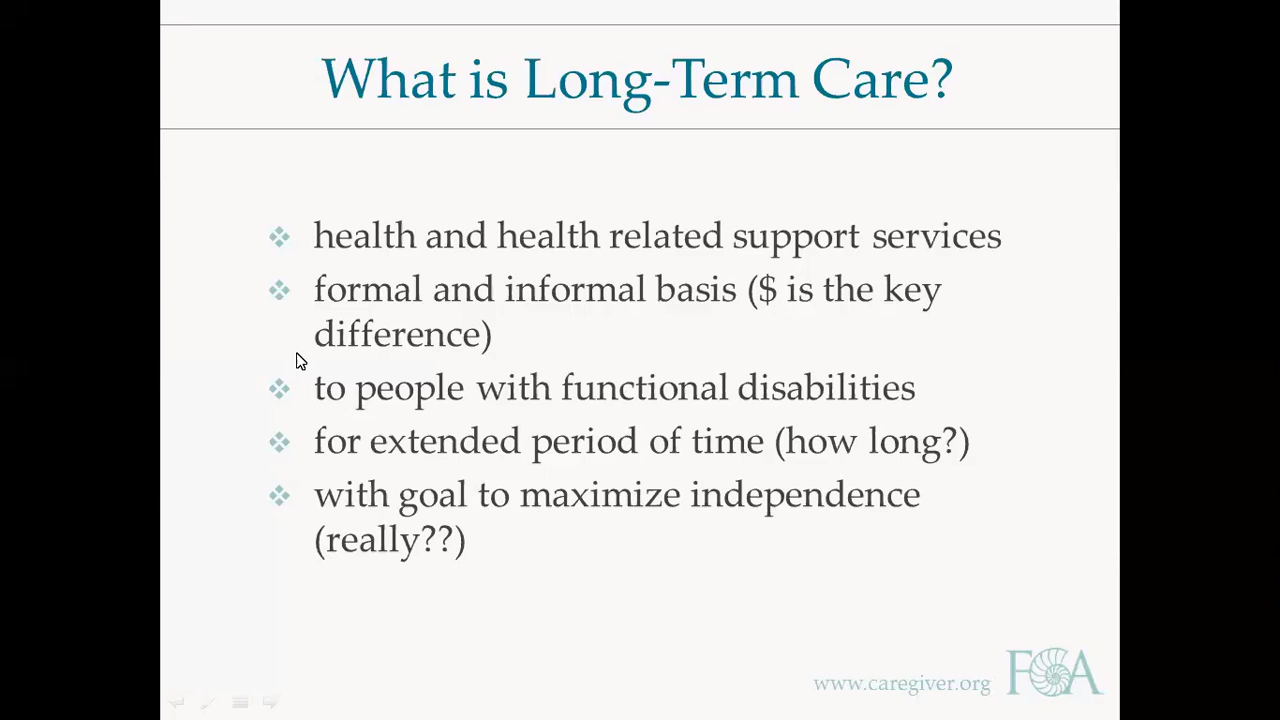 What is Long-Term Care?
health and health related support services
formal and informal basis ($ is the key
difference)
to people with functional disabilities
for extended period of time (how long?)
with goal to maximize independence
(really??)
www.caregiver.org
FCA